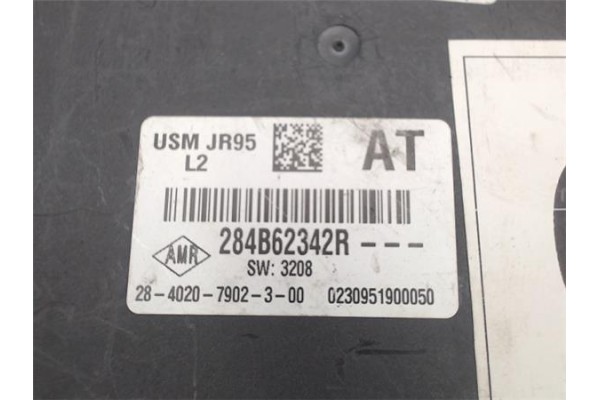 USM JR95
L2
AT
284B62342R---
AMR
SW: 3208
28-4020-7902-3-00 0230951900050